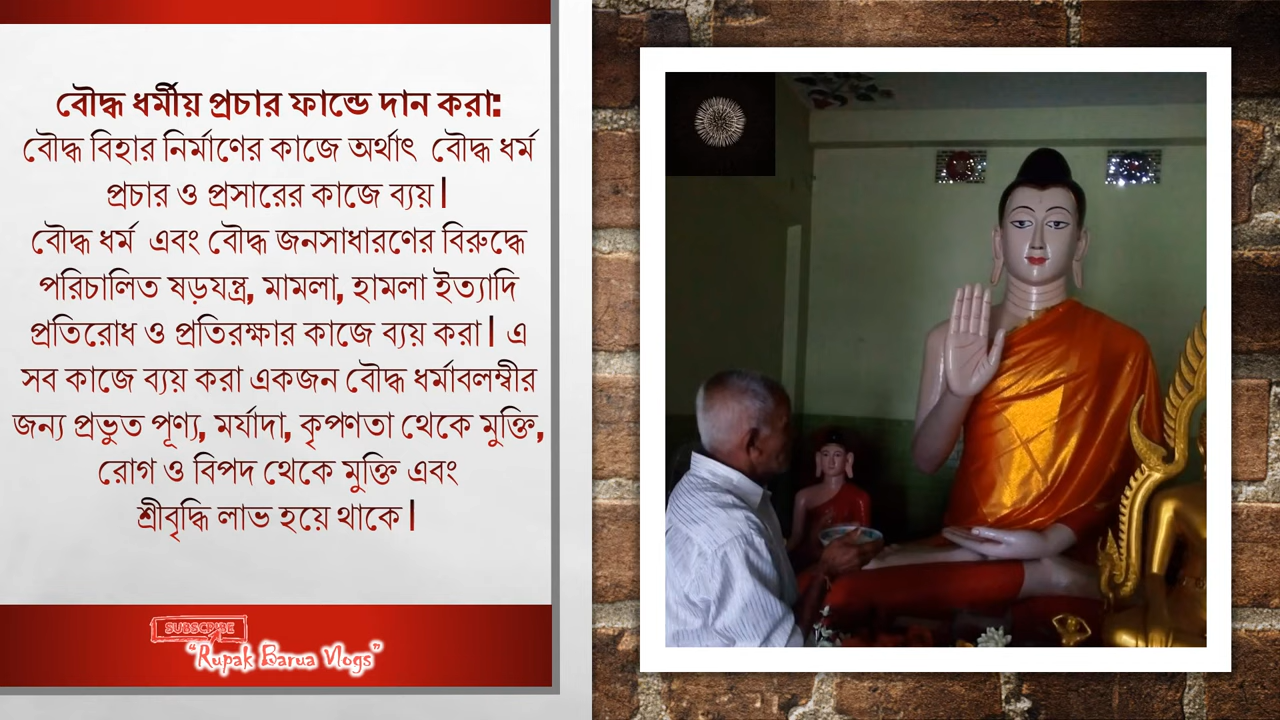 বৌদ্ধ ধর্মীয় প্রচার ফান্ডে দান করা:
বৌদ্ধ বিহার নির্মাণের কাজে অর্থাৎ বৌদ্ধ ধর্ম
প্রচার ও প্রসারের কাজে ব্যয়।
বৌদ্ধ ধর্ম এবং বৌদ্ধ জনসাধারণের বিরুদ্ধে
পরিচালিত ষড়যন্ত্র, মামলা, হামলা ইত্যাদি
প্রতিরোধ ও প্রতিরক্ষার কাজে ব্যয় করা। এ
সব কাজে ব্যয় করা একজন বৌদ্ধ ধর্মাবলম্বীর
জন্য প্রভুত পূণ্য, মর্যাদা, কৃপণতা থেকে মুক্তি,
রোগ ও বিপদ থেকে মুক্তি এবং
শ্রীবৃদ্ধি লাভ হয়ে থাকে।
SUBSCRIBE
“Rupak Barua Vlogs”